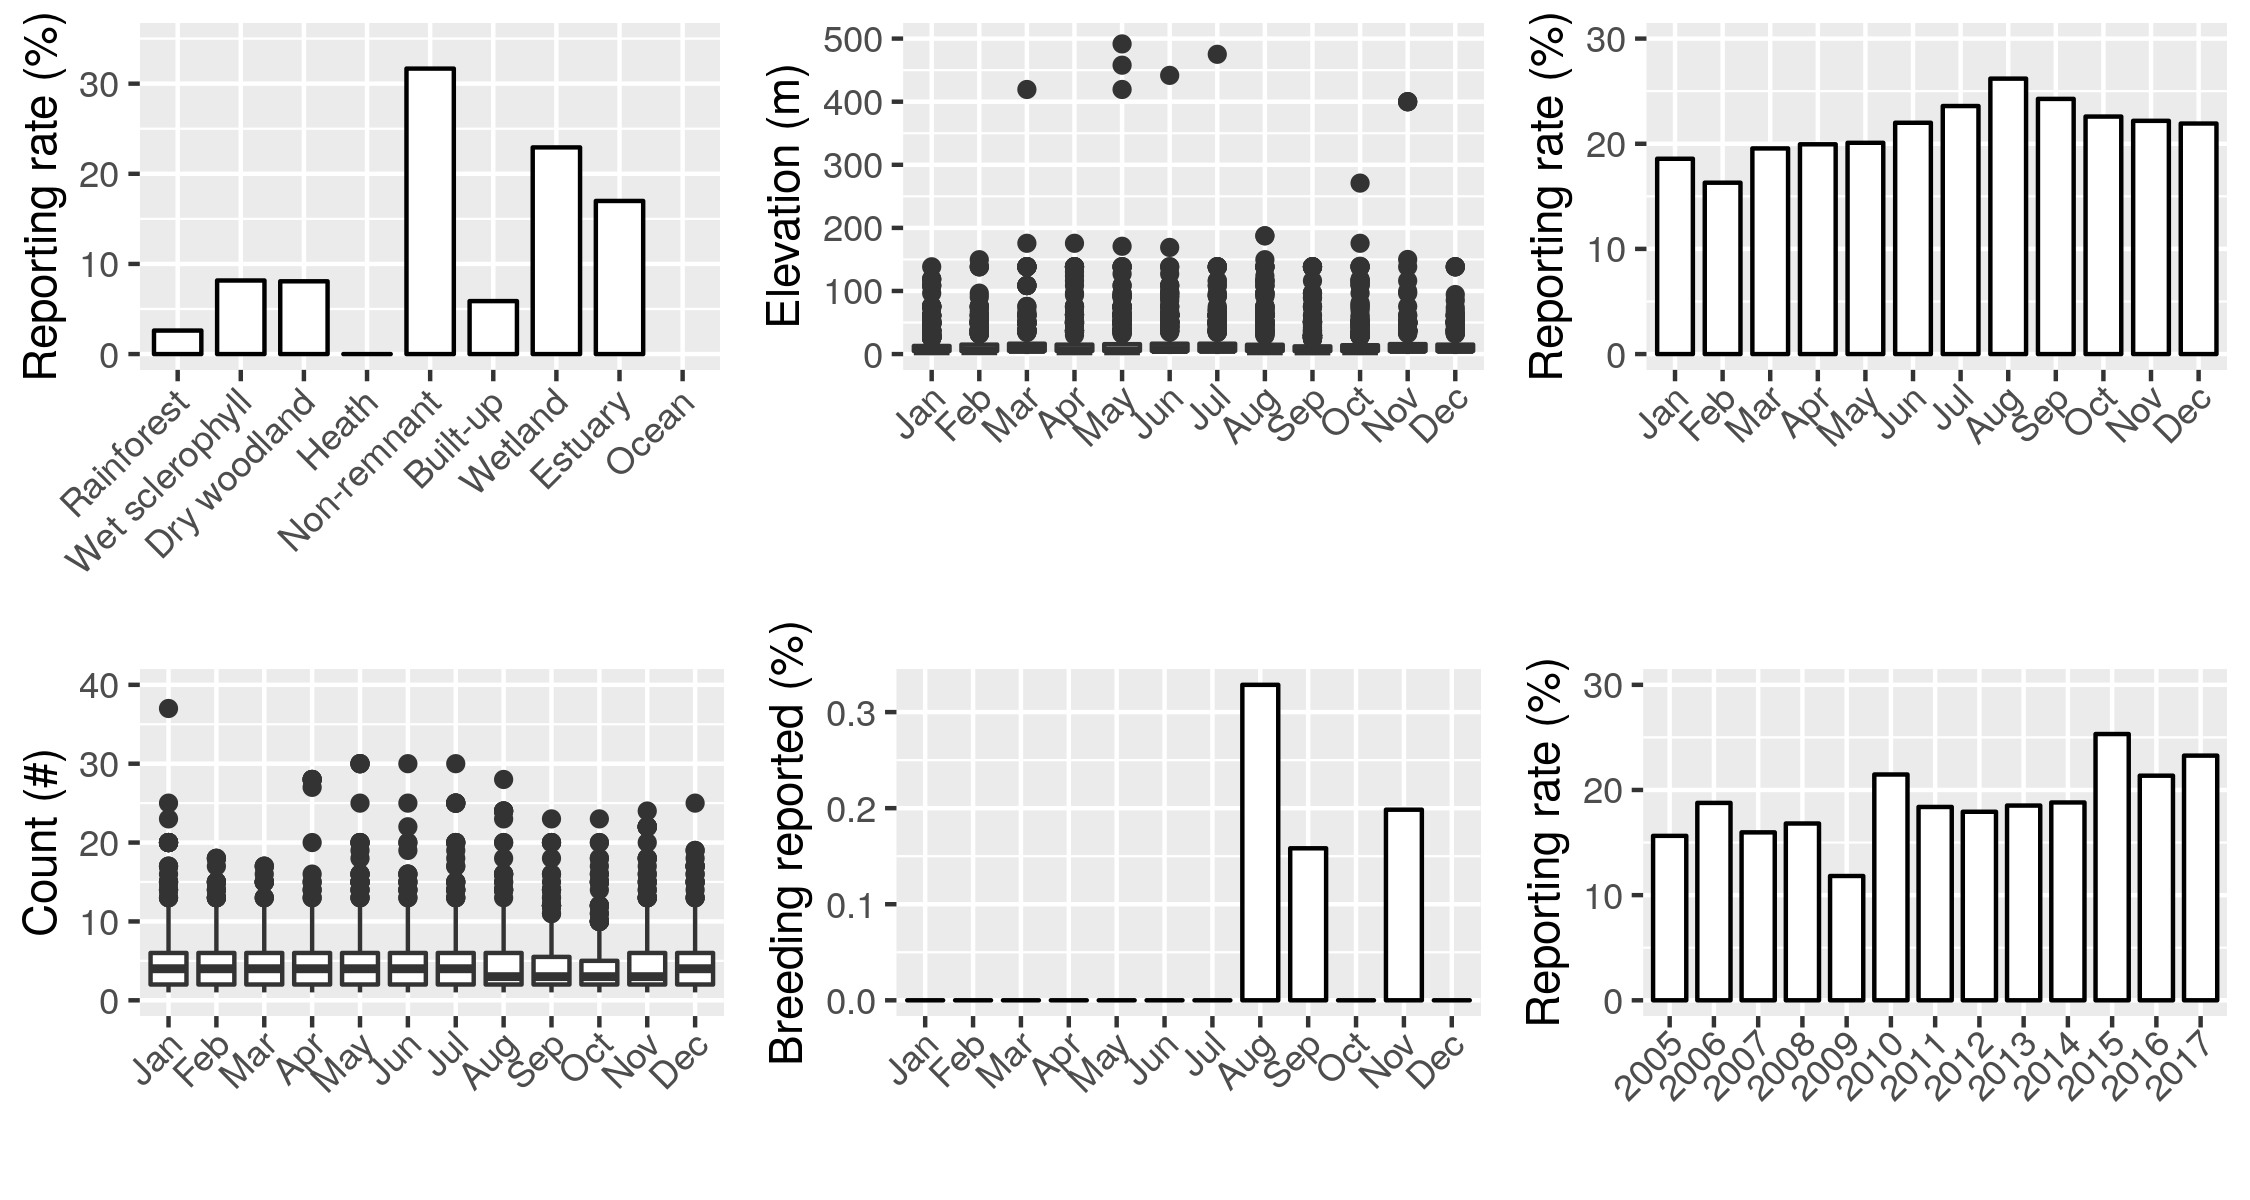 Reporting rate (%)
30
20
10
0
Rainforest
Wet sclerophyll
Dry woodland
Heath
Non-remnant
Built-up
Wetland
Estuary
Ocean
Elevation (m)
500
400
300
200
100
0
Jan
Feb
Mar
Apr
May
Jun
Jul
Aug
Sep
Oct
Nov
Dec
Reporting rate (%)
30
20
10
0
Jan
Feb
Mar
Apr
May
Jun
Jul
Aug
Sep
Oct
Nov
Dec
Count (#)
40
30
20
10
0
Jan
Feb
Mar
Apr
May
Jun
Jul
Aug
Sep
Oct
Nov
Dec
Breeding reported (%)
0.3
0.2
0.1
0.0
Jan
Feb
Mar
Apr
May
Jun
Jul
Aug
Sep
Oct
Nov
Dec
Reporting rate (%)
30
20
10
0
2005
2006
2007
2008
2009
2010
2011
2012
2013
2014
2015
2016
2017